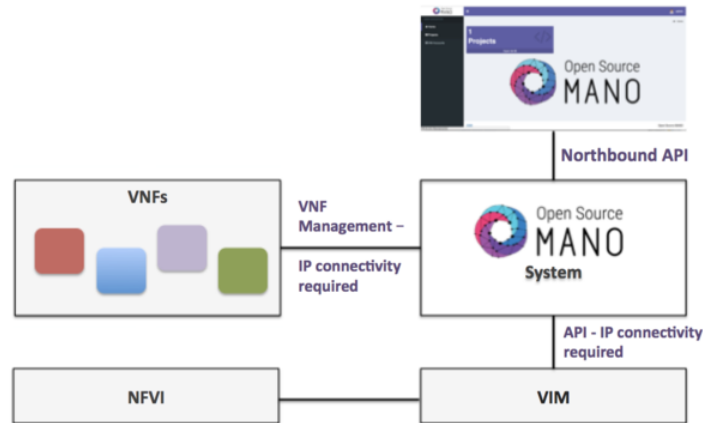 1
Projects
Open Source
MANO
Northbound API
VNFs
VNF
Management –
IP connectivity
required
Open Source
MANO
System
API - IP connectivity
required
NFVI
VIM